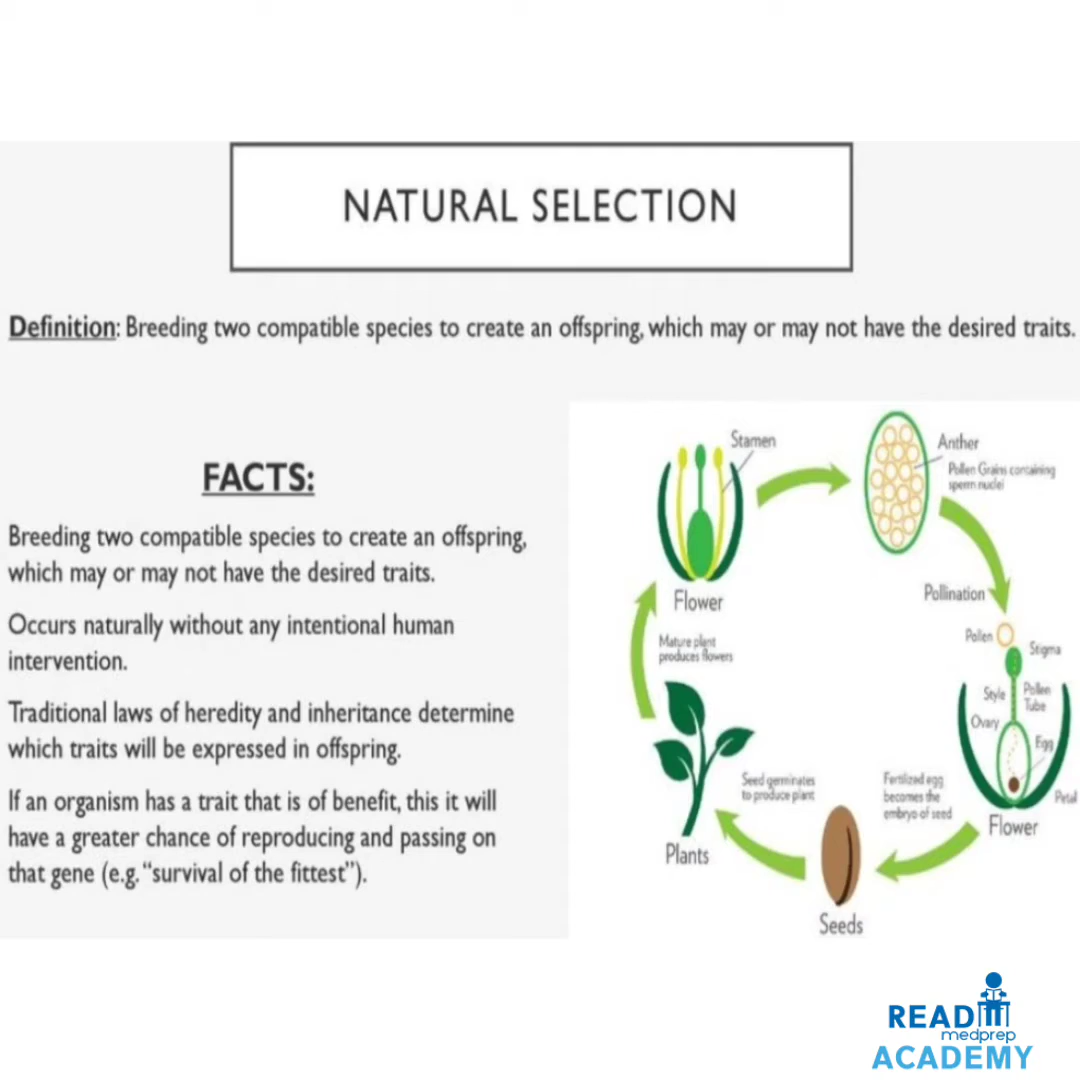 NATURAL SELECTION
Definition: Breeding two compatible species to create an offspring, which may or may not have the desired traits.
FACTS:
Breeding two compatible species to create an offspring,
which may or may not have the desired traits.
Occurs naturally without any intentional human
intervention.
Traditional laws of heredity and inheritance determine
which traits will be expressed in offspring.
If an organism has a trait that is of benefit, this it will
have a greater chance of reproducing and passing on
that gene (e.g. “survival of the fittest”).
Stamen
Flower
Anther
Pollen Grains containing
sperm nuclei
Pollination
Pollen
Stigma
Style
Pollen
Tube
Ovary
Egg
Petal
Flower
Fertilized egg
becomes the
embryo of seed
Seeds
Seed germinates
to produce plant
Plants
Mature plant
produces flowers
READ
medprep
ACADEMY